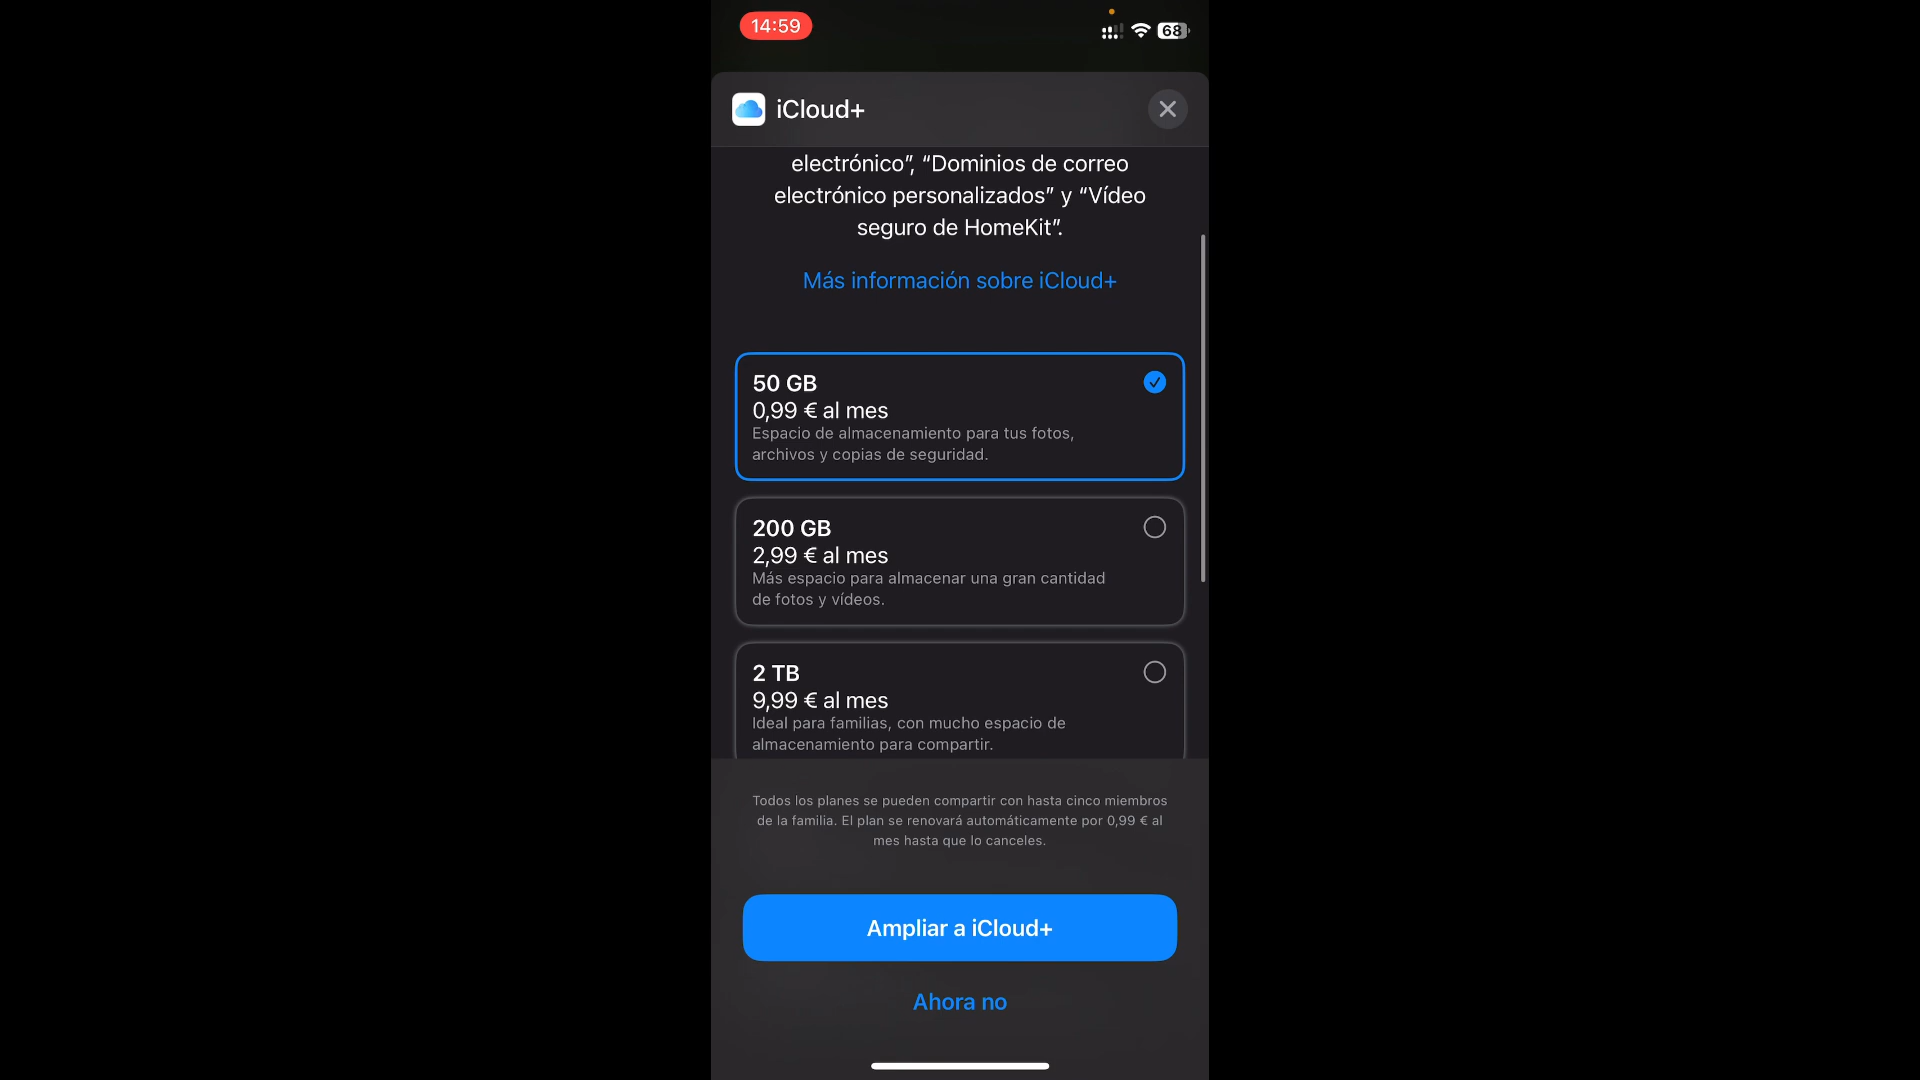 14:59
68
iCloud+
electrónico”, “Dominios de correo
electrónico personalizados” y “Vídeo
seguro de HomeKit”.
Más información sobre iCloud+
50 GB
0,99 € al mes
Espacio de almacenamiento para tus fotos,
archivos y copias de seguridad.
200 GB
2,99 € al mes
Más espacio para almacenar una gran cantidad
de fotos y vídeos.
2 TB
9,99 € al mes
Ideal para familias, con mucho espacio de
almacenamiento para compartir.
Todos los planes se pueden compartir con hasta cinco miembros
de la familia. El plan se renovará automáticamente por 0,99 € al
mes hasta que lo canceles.
Ampliar a iCloud+
Ahora no